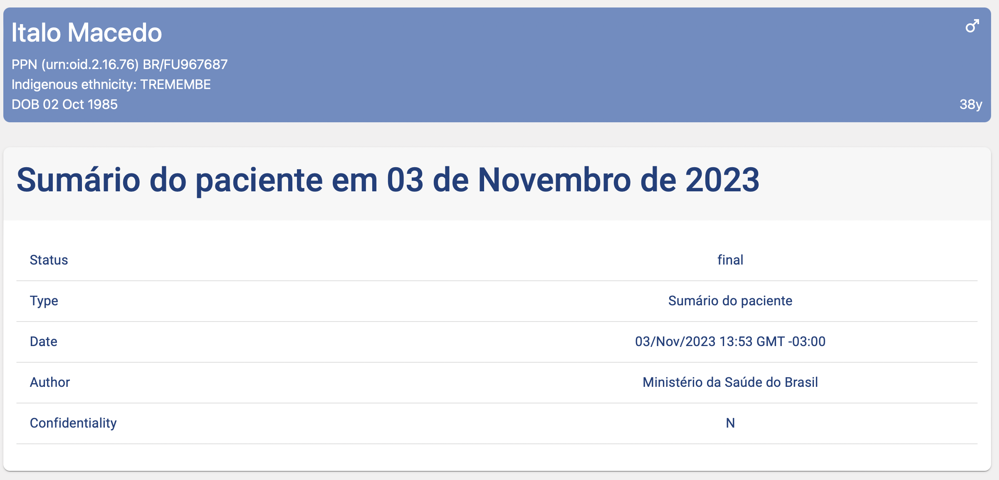 Italo Macedo
PPN (urn:oid.2.16.76) BR/FU967687
Indigenous ethnicity: TREMEMBE
DOB 02 Oct 1985
38y
Sumário do paciente em 03 de Novembro de 2023
Status final
Type Sumário do paciente
Date 03/Nov/2023 13:53 GMT -03:00
Author Ministério da Saúde do Brasil
Confidentiality N